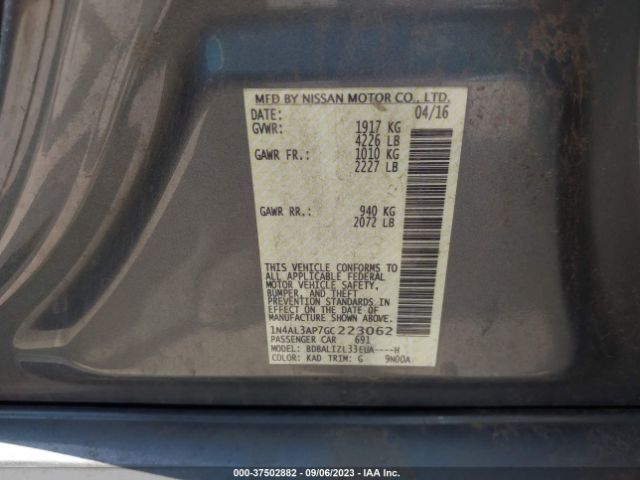 MFD BY NISSAN MOTOR CO., LTD.
DATE: 04/16
GVWR: 1917 KG
4226 LB
GAWR FR.: 1010 KG
2227 LB
GAWR RR.: 940 KG
2072 LB
THIS VEHICLE CONFORMS TO
ALL APPLICABLE FEDERAL
MOTOR VEHICLE SAFETY,
BUMPER, AND THEFT
PREVENTION STANDARDS IN
EFFECT ON THE DATE OF
MANUFACTURE SHOWN ABOVE.
1N4AL3AP7GC223062
PASSENGER CAR 691
MODEL: BDBALIZL33EUA----H
COLOR: KAD TRIM: G 9N00A
000-37502882 / 09/06/2023 - IAA Inc.